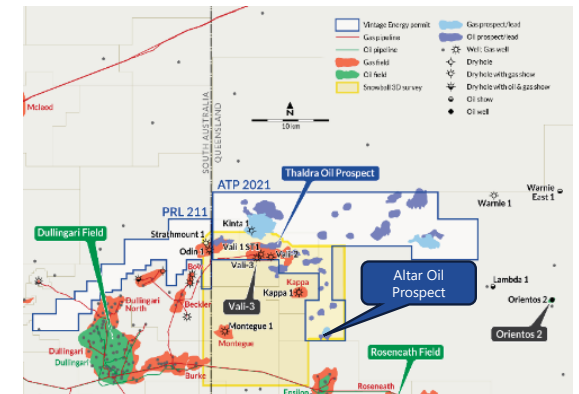 Vintage Energy permit
Gas pipeline
Oil pipeline
Gas field
Oil field
Snowball 3D survey
Gas prospect/lead
Oil prospect/lead
Well: Gas well
Dry hole
Dry hole with gas show
Dry hole with oil & gas show
Oil show
Oil well
Mcleod
N
10 km
SOUTH AUSTRALIA
QUEENSLAND
Thaldra Oil Prospect
ATP 2021
PRL 211
Warnie 1
Warnie
East 1
Dullingari Field
Strathmount 1
Kinta 1
Odin 1
Vali 1 ST1
Vali-2
Vali-3
Bow
Altar Oil
Prospect
Lambda 1
Kappa
Kappa 1
Orientos 2
Dullingari
North
Beckler
Vali-3
Montegue 1
Montegue
Orientos 2
Dullingari
Dullingari
Burke
Roseneath Field
Epsilon
Roseneath